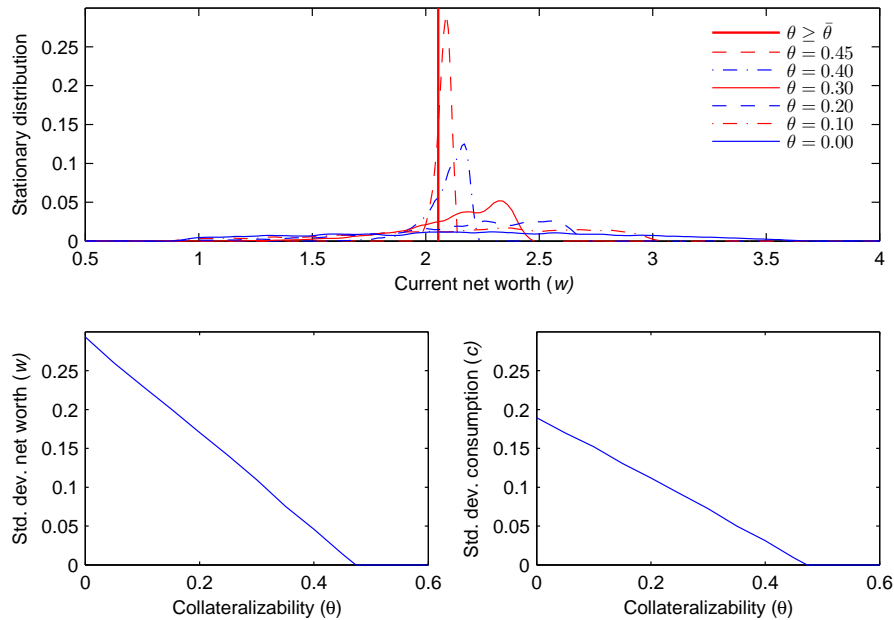 Stationary distribution
0.25
0.2
0.15
0.1
0.05
0
0.5
1
1.5
2
2.5
3
3.5
4
Current net worth (w)
θ ≥ θ̄
θ = 0.45
θ = 0.40
θ = 0.30
θ = 0.20
θ = 0.10
θ = 0.00
Std. dev. net worth (w)
0.25
0.2
0.15
0.1
0.05
0
0
0.2
0.4
0.6
Collateralizability (θ)
Std. dev. consumption (c)
0.25
0.2
0.15
0.1
0.05
0
0
0.2
0.4
0.6
Collateralizability (θ)